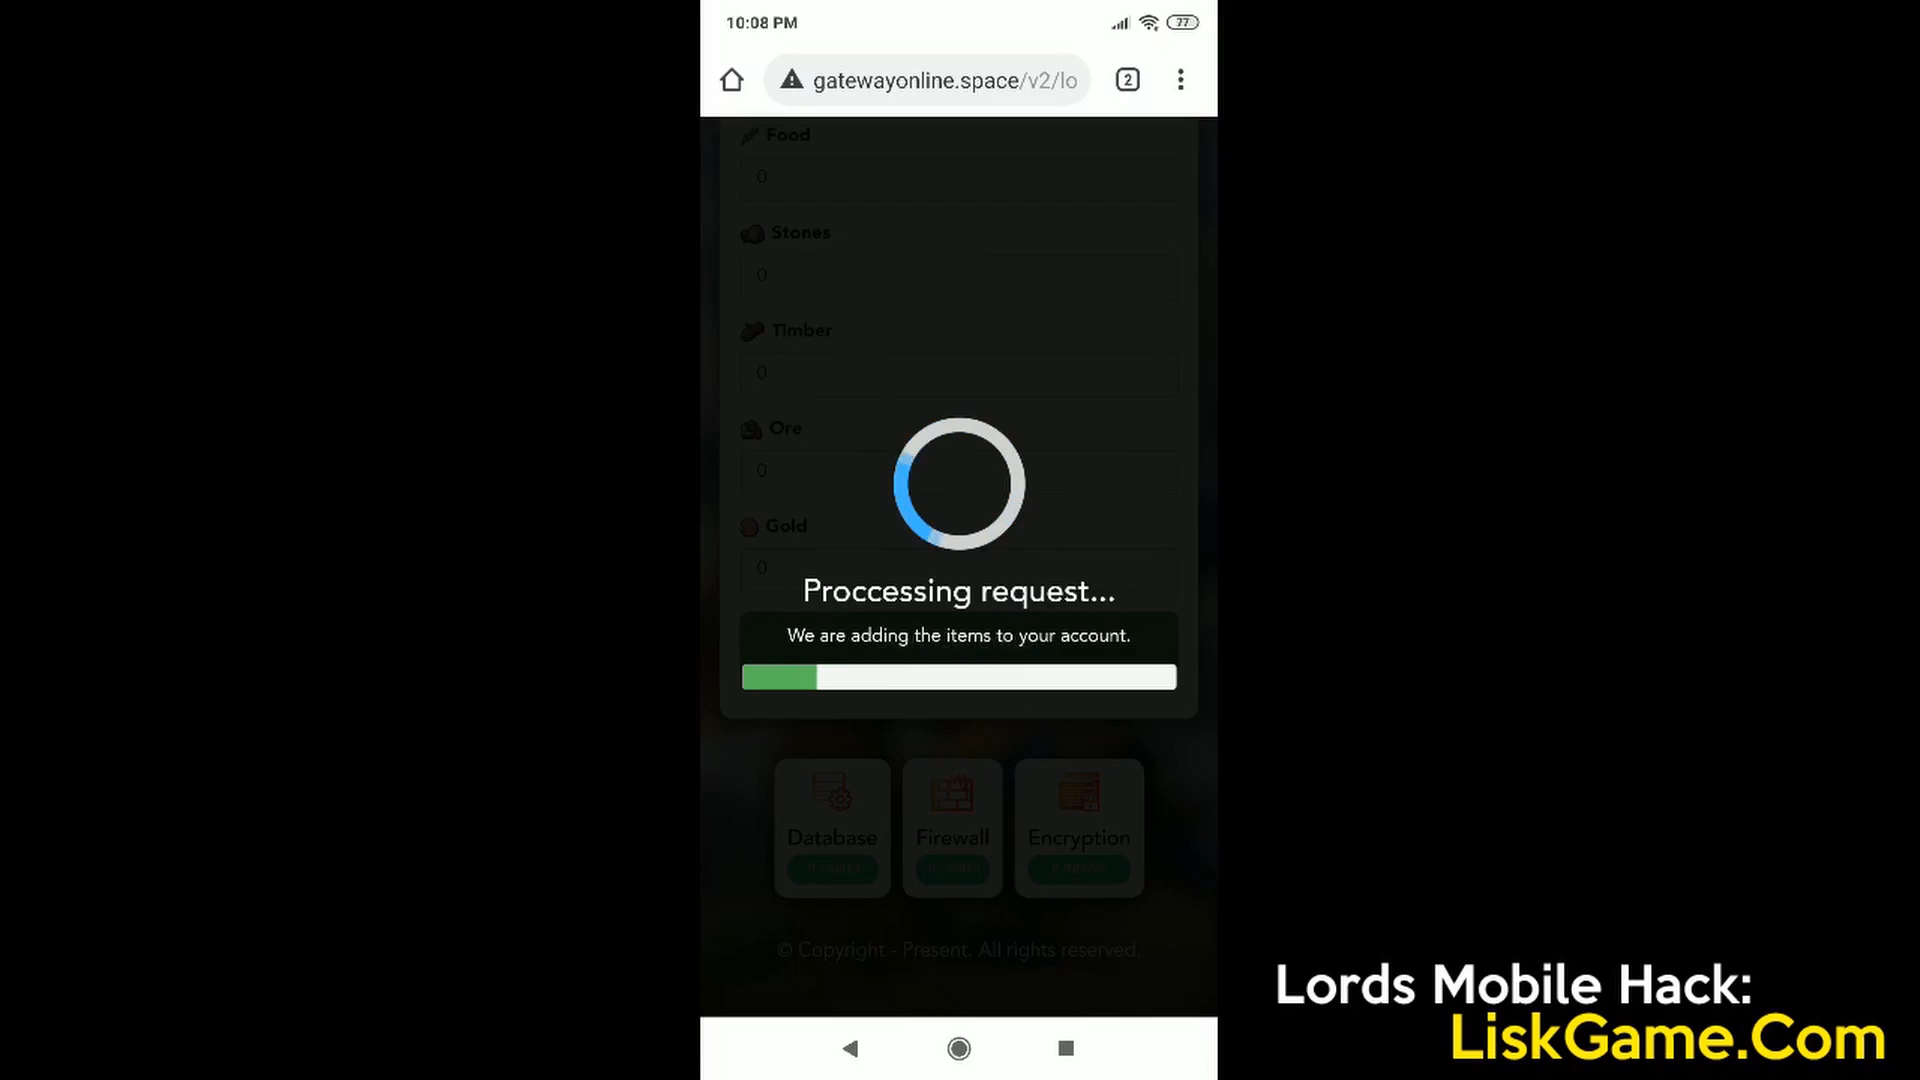 10:08 PM
77
gatewayonline.space/v2/lo
2
Food
0
Stones
0
Timber
0
Ore
0
Gold
0
Proccessing request...
We are adding the items to your account.
Database
Firewall
Encryption
© Copyright - Present. All rights reserved.
Lords Mobile Hack:
LiskGame.Com